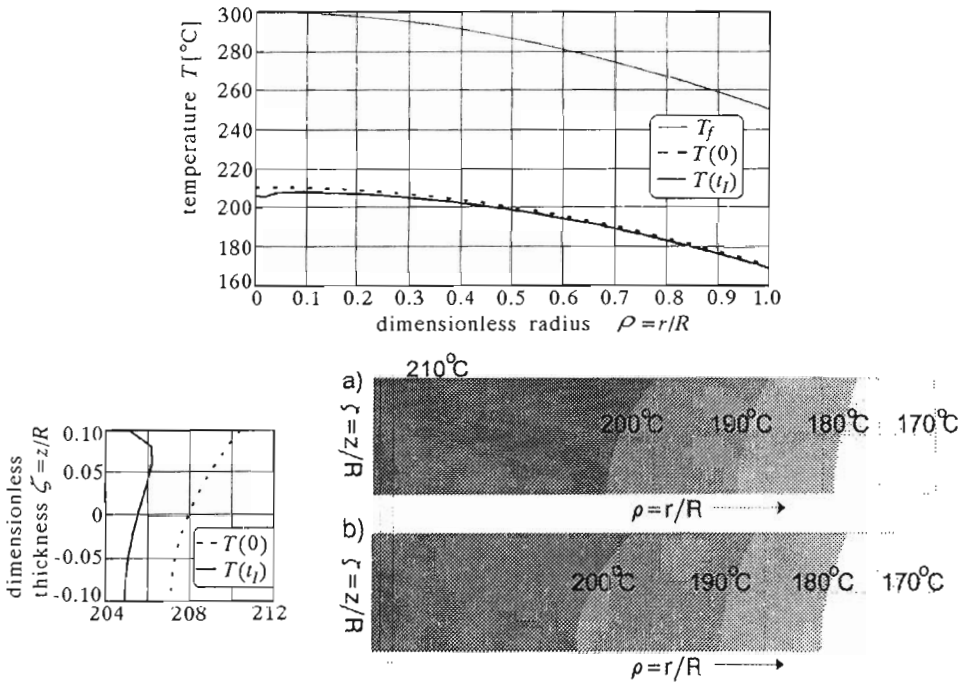 temperature T [°C]
300
280
260
240
220
200
180
160
T_f
T(0)
T(t_I)
0 0.1 0.2 0.3 0.4 0.5 0.6 0.7 0.8 0.9 1.0
dimensionless radius ρ=r/R
dimensionless
thickness ζ=z/R
0.10
0.05
0
-0.05
-0.10
T(0)
T(t_I)
204 208 212
a)
210°C
ζ=z/R
200°C 190°C 180°C 170°C
ρ=r/R
b)
ζ=z/R
200°C 190°C 180°C 170°C
ρ=r/R